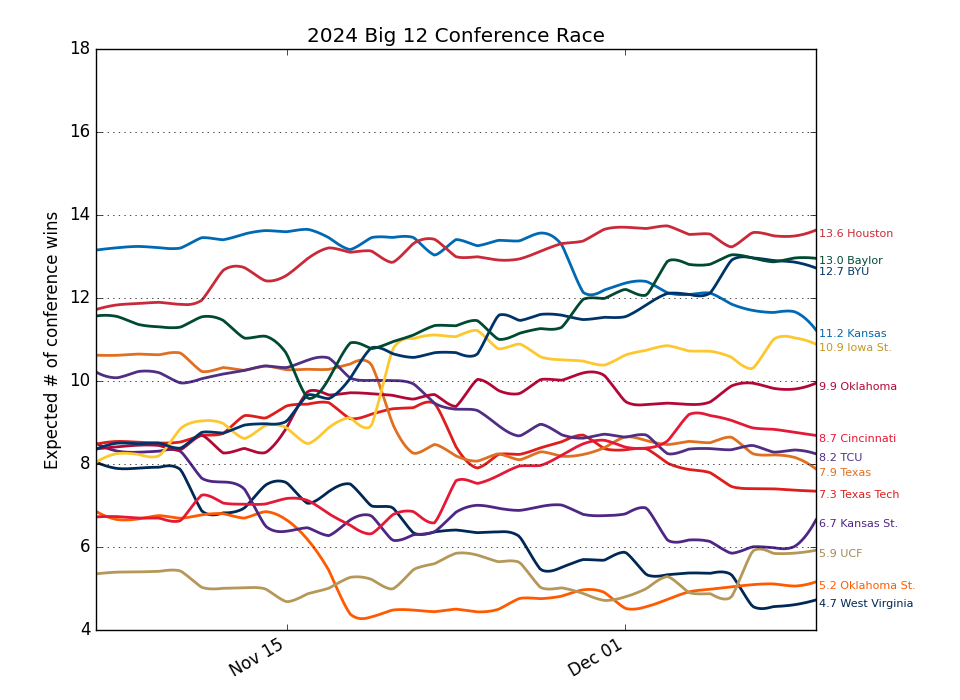 2024 Big 12 Conference Race
Expected # of conference wins
18
16
14
12
10
8
6
4
Nov 15
Dec 01
13.6 Houston
13.0 Baylor
12.7 BYU
11.2 Kansas
10.9 Iowa St.
9.9 Oklahoma
8.7 Cincinnati
8.2 TCU
7.9 Texas
7.3 Texas Tech
6.7 Kansas St.
5.9 UCF
5.2 Oklahoma St.
4.7 West Virginia